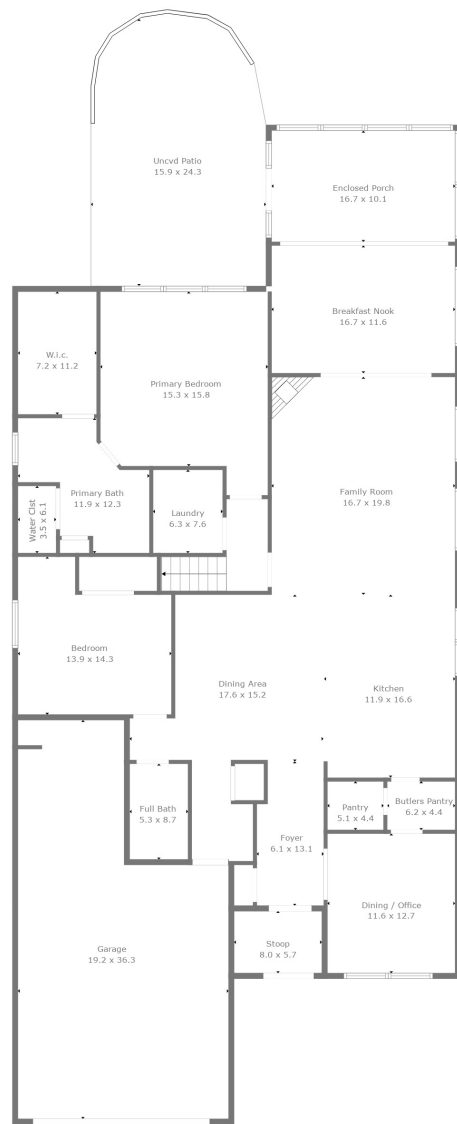 Uncvd Patio
15.9 x 24.3
Enclosed Porch
16.7 x 10.1
Breakfast Nook
16.7 x 11.6
W.i.c.
7.2 x 11.2
Primary Bedroom
15.3 x 15.8
Primary Bath
11.9 x 12.3
Water Clst
3.5 x 6.1
Laundry
6.3 x 7.6
Family Room
16.7 x 19.8
Bedroom
13.9 x 14.3
Dining Area
17.6 x 15.2
Kitchen
11.9 x 16.6
Full Bath
5.3 x 8.7
Foyer
6.1 x 13.1
Pantry
5.1 x 4.4
Butlers Pantry
6.2 x 4.4
Dining / Office
11.6 x 12.7
Stoop
8.0 x 5.7
Garage
19.2 x 36.3